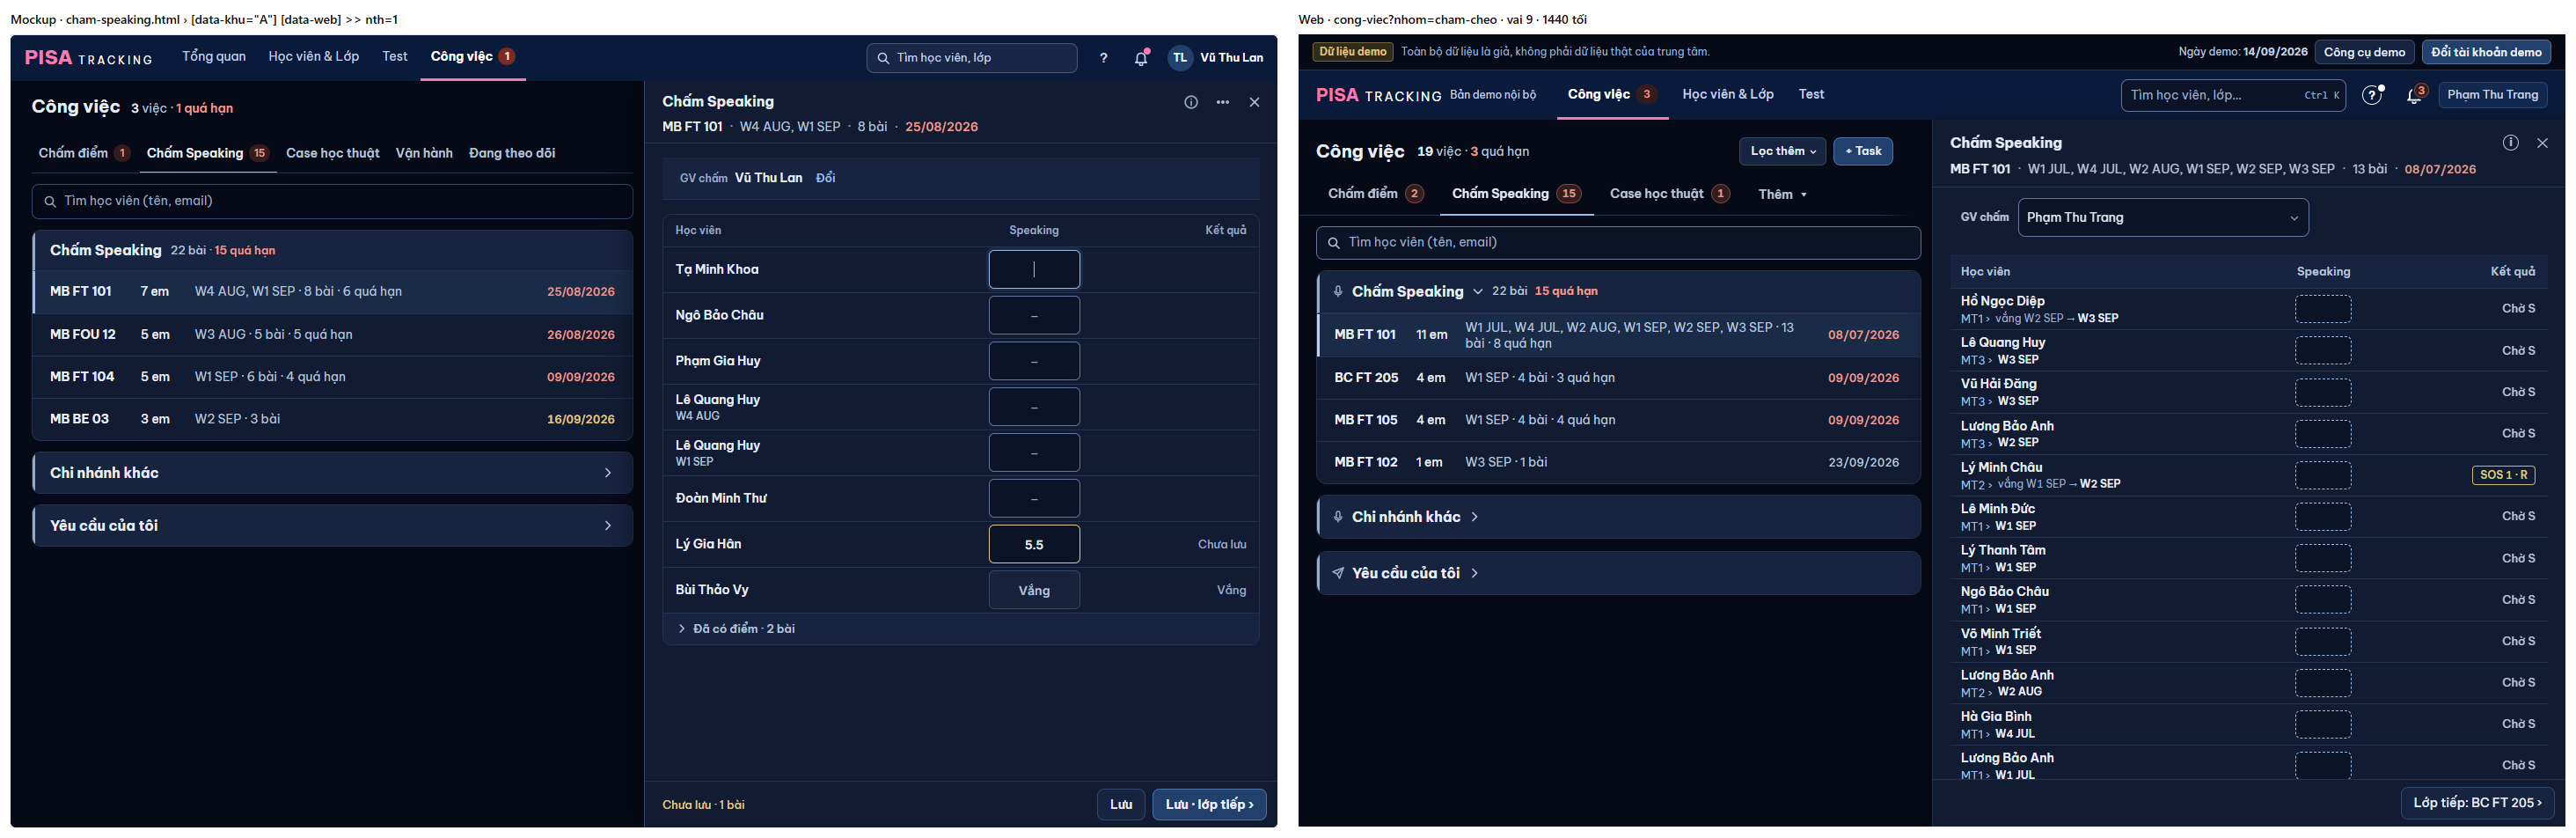 Mockup · cham-speaking.html › [data-khu="A"] [data-web] >> nth=1
PISA TRACKING Tổng quan Học viên & Lớp Test Công việc 1 Tìm học viên, lớp ? TL Vũ Thu Lan
Công việc 3 việc · 1 quá hạn
Chấm điểm 1 Chấm Speaking 15 Case học thuật Vận hành Đang theo dõi
Tìm học viên (tên, email)
Chấm Speaking 22 bài · 15 quá hạn
MB FT 101 7 em W4 AUG, W1 SEP · 8 bài · 6 quá hạn 25/08/2026
MB FOU 12 5 em W3 AUG · 5 bài · 5 quá hạn 26/08/2026
MB FT 104 5 em W1 SEP · 6 bài · 4 quá hạn 09/09/2026
MB BE 03 3 em W2 SEP · 3 bài 16/09/2026
Chi nhánh khác
Yêu cầu của tôi
Chấm Speaking
MB FT 101 · W4 AUG, W1 SEP · 8 bài · 25/08/2026
GV chấm Vũ Thu Lan Đổi
Học viên Speaking Kết quả
Tạ Minh Khoa
Ngô Bảo Châu –
Phạm Gia Huy –
Lê Quang Huy –
W4 AUG
Lê Quang Huy –
W1 SEP
Đoàn Minh Thư –
Lý Gia Hân 5.5 Chưa lưu
Bùi Thảo Vy Vắng Vắng
Đã có điểm · 2 bài
Chưa lưu · 1 bài Lưu Lưu · lớp tiếp ›
Web · cong-viec?nhom=cham-cheo · vai 9 · 1440 tối
Dữ liệu demo Toàn bộ dữ liệu là giả, không phải dữ liệu thật của trung tâm. Ngày demo: 14/09/2026 Công cụ demo Đổi tài khoản demo
PISA TRACKING Bản demo nội bộ Công việc 3 Học viên & Lớp Test Tìm học viên, lớp... Ctrl K ? 3 Phạm Thu Trang
Công việc 19 việc · 3 quá hạn Lọc thêm + Task
Chấm điểm 2 Chấm Speaking 15 Case học thuật 1 Thêm
Tìm học viên (tên, email)
Chấm Speaking 22 bài 15 quá hạn
MB FT 101 11 em W1 JUL, W4 JUL, W2 AUG, W1 SEP, W2 SEP, W3 SEP · 13 bài · 8 quá hạn 08/07/2026
BC FT 205 4 em W1 SEP · 4 bài · 3 quá hạn 09/09/2026
MB FT 105 4 em W1 SEP · 4 bài · 4 quá hạn 09/09/2026
MB FT 102 1 em W3 SEP · 1 bài 23/09/2026
Chi nhánh khác
Yêu cầu của tôi
Chấm Speaking
MB FT 101 · W1 JUL, W4 JUL, W2 AUG, W1 SEP, W2 SEP, W3 SEP · 13 bài · 08/07/2026
GV chấm Phạm Thu Trang
Học viên Speaking Kết quả
Hồ Ngọc Diệp Chờ S
MT1 › vắng W2 SEP → W3 SEP
Lê Quang Huy Chờ S
MT3 › W3 SEP
Vũ Hải Đăng Chờ S
MT3 › W3 SEP
Lương Bảo Anh Chờ S
MT3 › W2 SEP
Lý Minh Châu SOS 1 · R
MT2 › vắng W1 SEP → W2 SEP
Lê Minh Đức Chờ S
MT1 › W1 SEP
Lý Thanh Tâm Chờ S
MT1 › W1 SEP
Ngô Bảo Châu Chờ S
MT1 › W1 SEP
Võ Minh Triết Chờ S
MT1 › W1 SEP
Lương Bảo Anh Chờ S
MT2 › W2 AUG
Hà Gia Bình Chờ S
MT1 › W4 JUL
Lương Bảo Anh Chờ S
MT1 › W1 JUL
Lớp tiếp: BC FT 205 ›